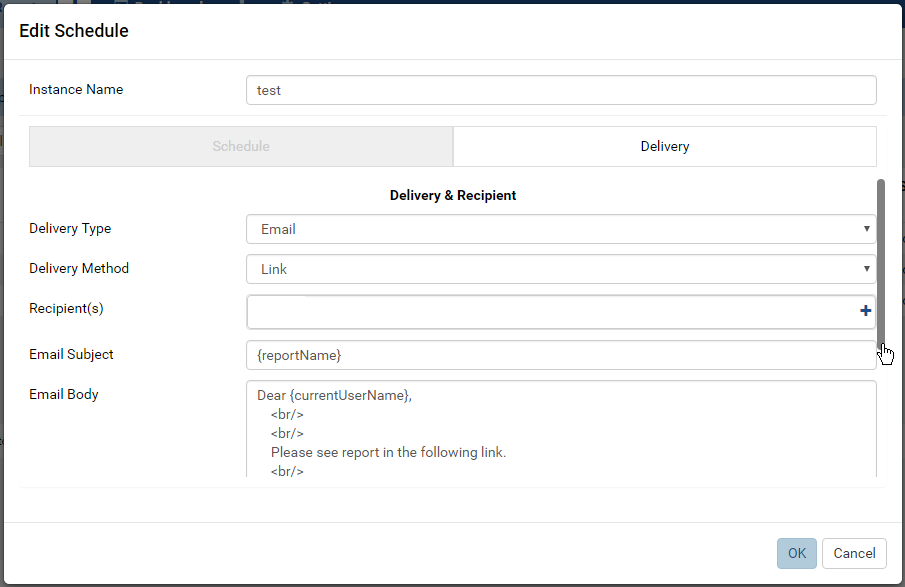 Edit Schedule
Instance Name
test
Schedule
Delivery
Delivery & Recipient
Delivery Type
Email
Delivery Method
Link
Recipient(s)
Email Subject
{reportName}
Email Body
Dear {currentUserName},
<br/>
<br/>
Please see report in the following link.
<br/>
OK
Cancel